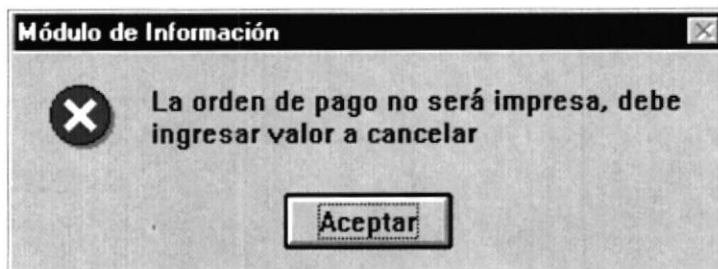 Módulo de Información
La orden de pago no será impresa, debe
ingresar valor a cancelar
Aceptar